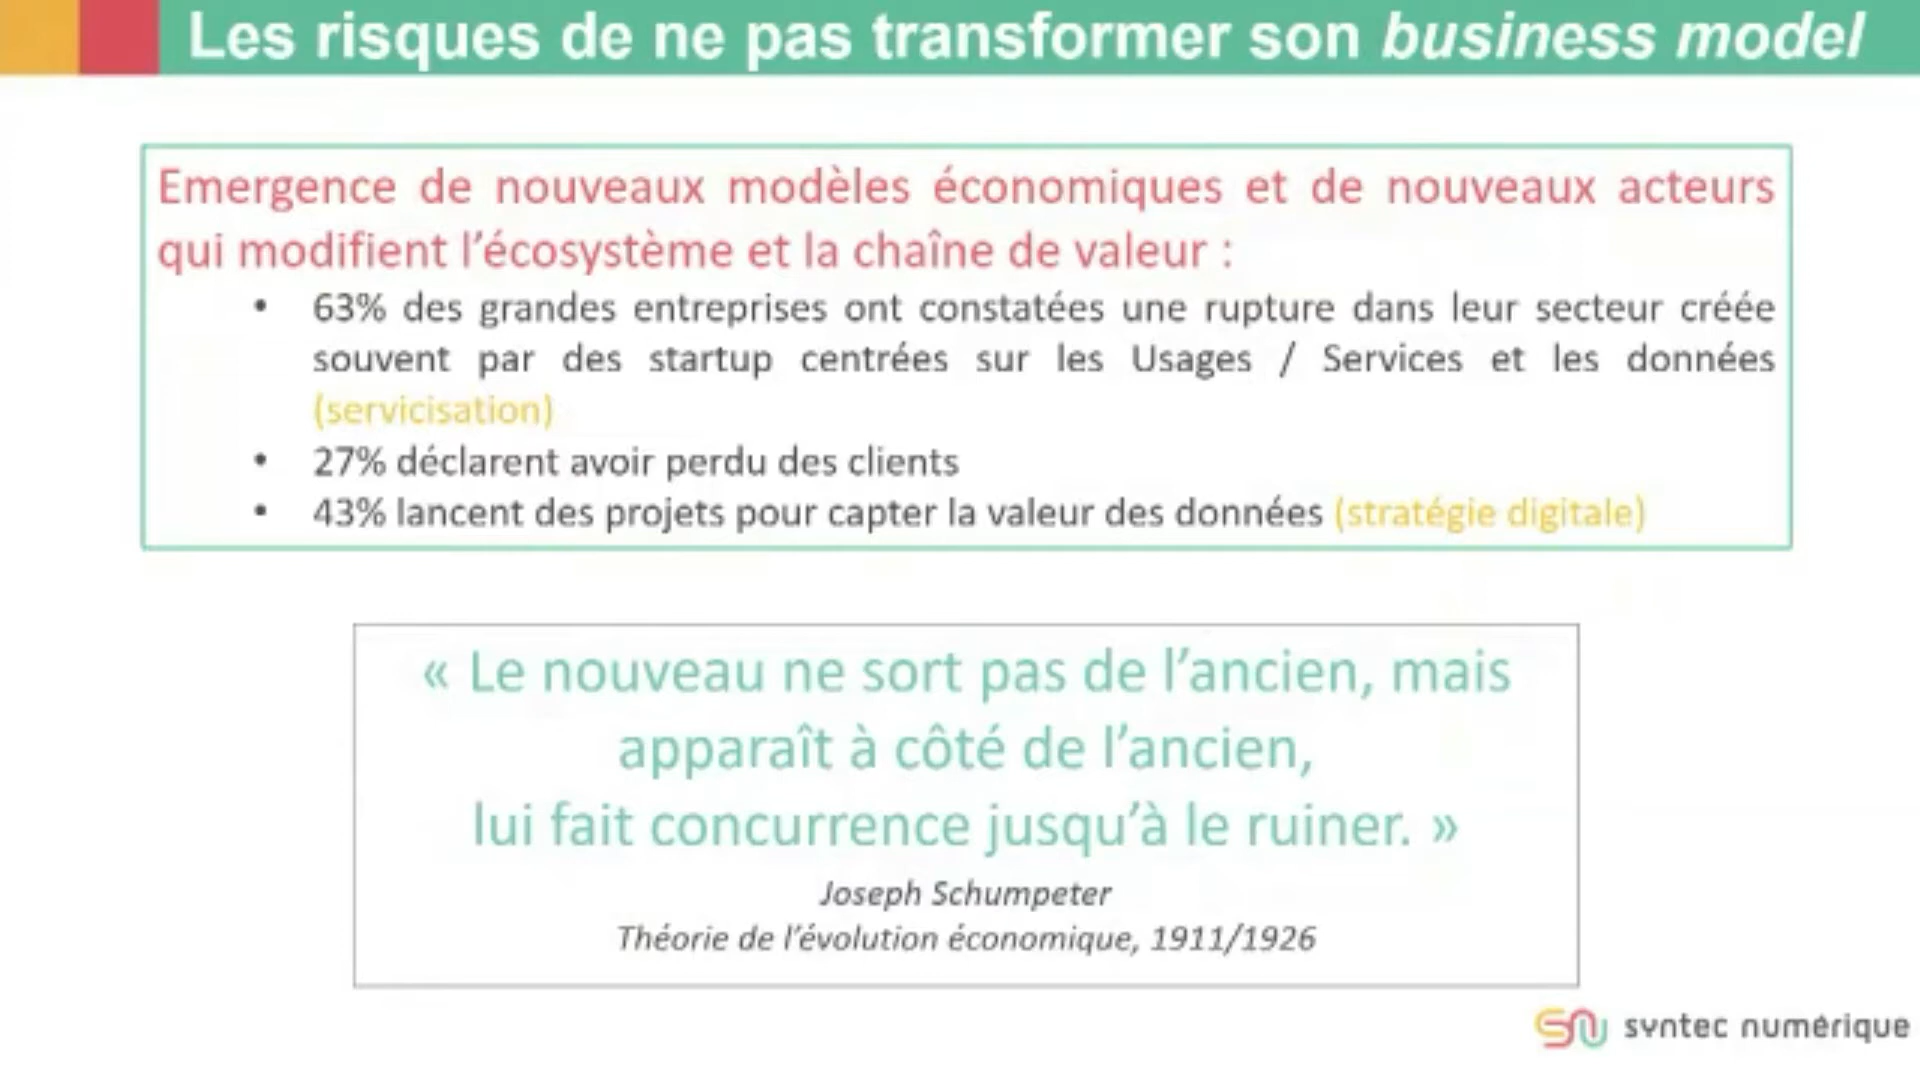 Les risques de ne pas transformer son business model
Emergence de nouveaux modèles économiques et de nouveaux acteurs
qui modifient l'écosystème et la chaîne de valeur :
• 63% des grandes entreprises ont constatées une rupture dans leur secteur créée
souvent par des startup centrées sur les Usages / Services et les données
(servicisation)
• 27% déclarent avoir perdu des clients
• 43% lancent des projets pour capter la valeur des données (stratégie digitale)
« Le nouveau ne sort pas de l'ancien, mais
apparaît à côté de l'ancien,
lui fait concurrence jusqu'à le ruiner. »
Joseph Schumpeter
Théorie de l'évolution économique, 1911/1926
syntec numérique